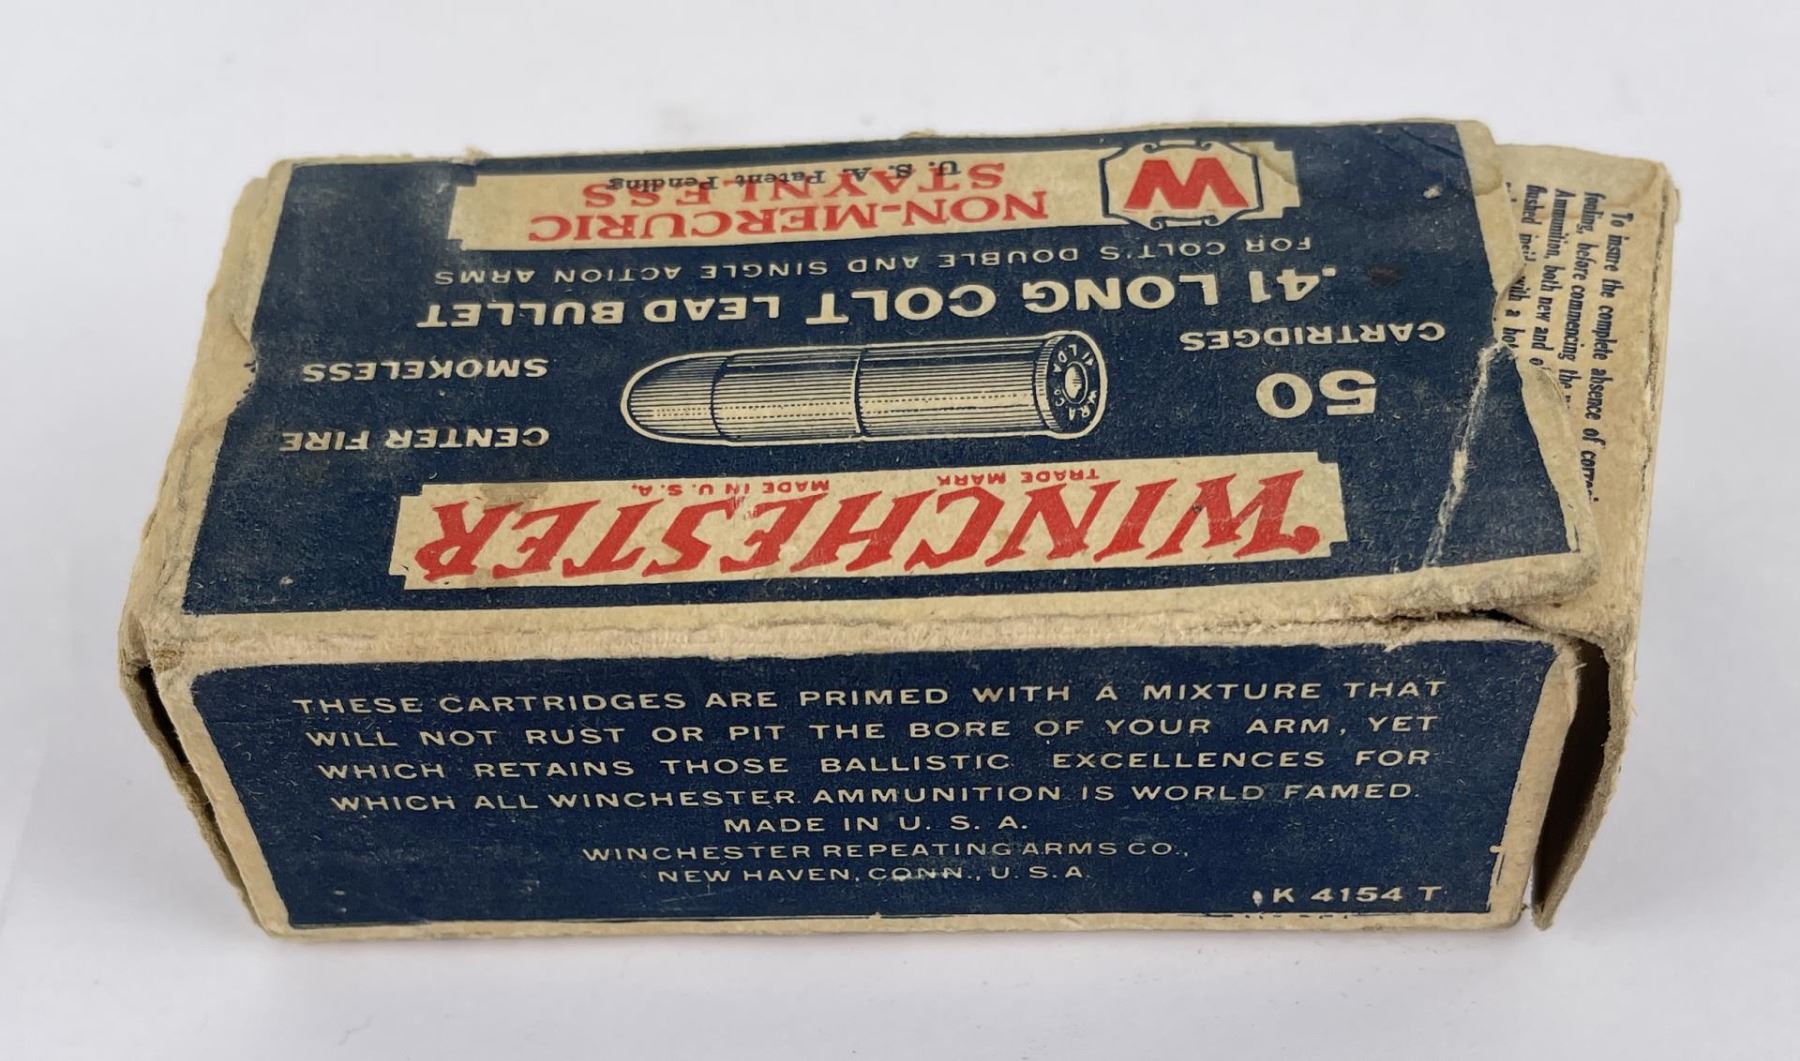 WINCHESTER
TRADE MARK MADE IN U. S. A.
50
CARTRIDGES
CENTER FIRE
SMOKELESS
W.R.A. CO.
.41 LONG COLT LEAD BULLET
FOR COLT'S DOUBLE AND SINGLE ACTION ARMS
W
NON-MERCURIC
STAYNLESS
U. S. A. Patent Pending
THESE CARTRIDGES ARE PRIMED WITH A MIXTURE THAT
WILL NOT RUST OR PIT THE BORE OF YOUR ARM, YET
WHICH RETAINS THOSE BALLISTIC EXCELLENCES FOR
WHICH ALL WINCHESTER AMMUNITION IS WORLD FAMED.
MADE IN U. S. A.
WINCHESTER REPEATING ARMS CO.,
NEW HAVEN, CONN., U. S. A.
K 4154 T
To insure the complete absence of
fouling, before commencing the
Ammunition, both new and
with a